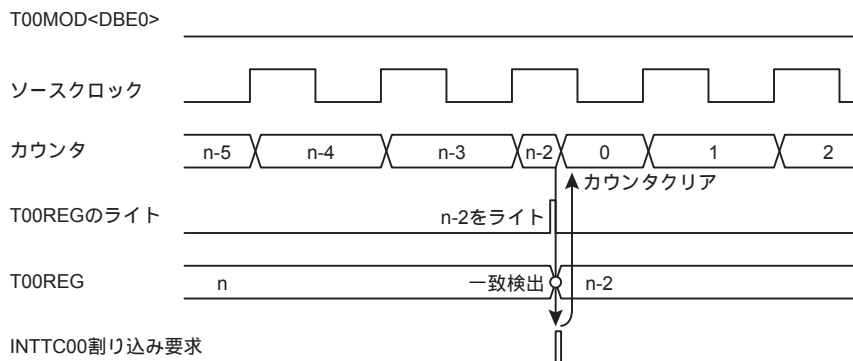 T00MOD<DBE0>
ソースクロック
カウンタ n-5 n-4 n-3 n-2 0 1 2
カウンタクリア
T00REGのライト n-2をライト
T00REG n 一致検出 n-2
INTTC00割り込み要求